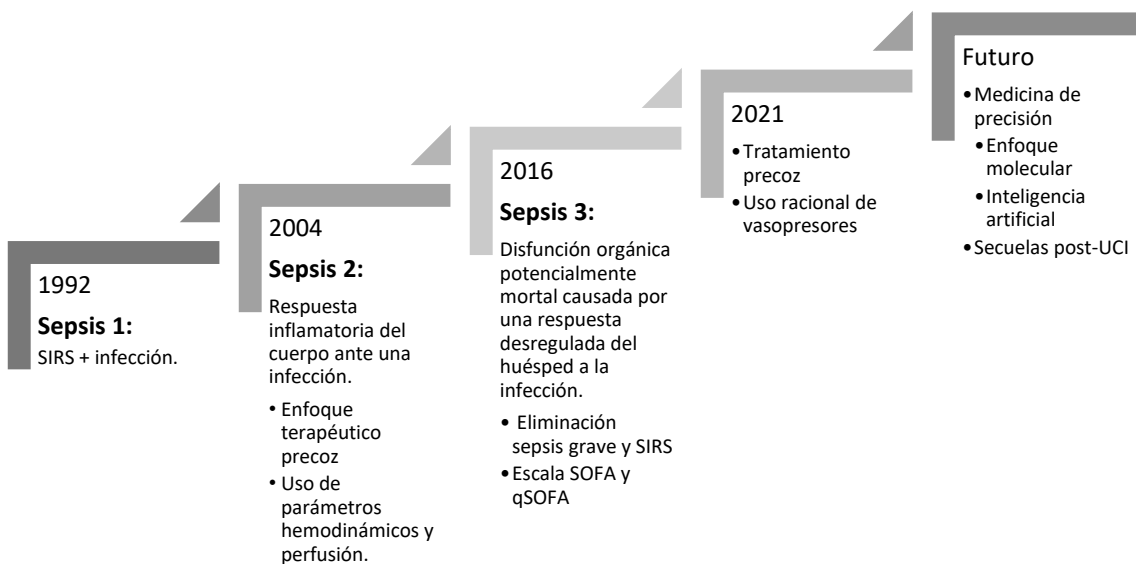 1992
Sepsis 1:
SIRS + infección.
2004
Sepsis 2:
Respuesta
inflamatoria del
cuerpo ante una
infección.
• Enfoque
terapéutico
precoz
• Uso de
parámetros
hemodinámicos y
perfusión.
2016
Sepsis 3:
Disfunción orgánica
potencialmente
mortal causada por
una respuesta
desregulada del
huésped a la
infección.
• Eliminación
sepsis grave y SIRS
• Escala SOFA y
qSOFA
2021
• Tratamiento
precoz
• Uso racional de
vasopresores
Futuro
• Medicina de
precisión
• Enfoque
molecular
• Inteligencia
artificial
• Secuelas post-UCI